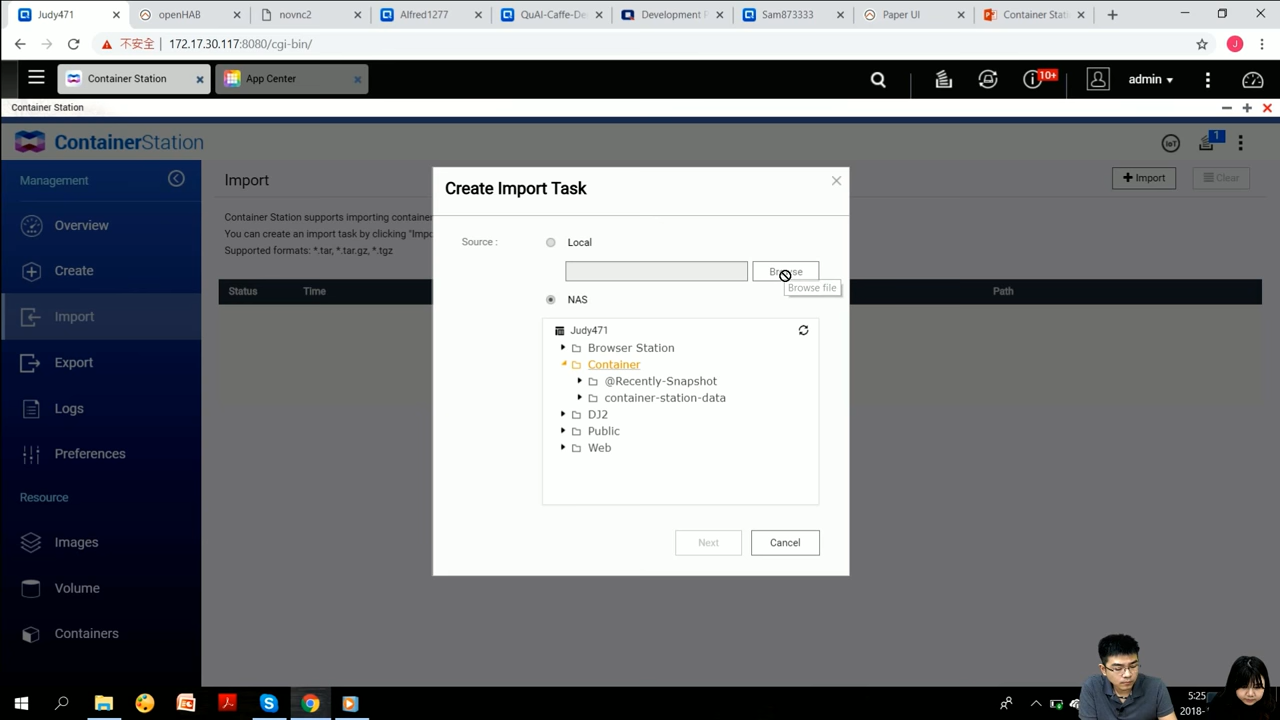 Judy471
openHAB
novnc2
Alfred1277
QuAI-Caffe-De
Development P
Sam873333
Paper UI
Container Stati
不安全 172.17.30.117:8080/cgi-bin/
J
Container Station
App Center
10+
admin
Container Station
ContainerStation
IoT
1
Management
Import
Import
Clear
Container Station supports importing container
You can create an import task by clicking "Impo
Supported formats: *.tar, *.tar.gz, *.tgz
Status
Time
Path
Overview
Create
Import
Export
Logs
Preferences
Resource
Images
Volume
Containers
Create Import Task
Source :
Local
Browse
Browse file
NAS
Judy471
Browser Station
Container
@Recently-Snapshot
container-station-data
DJ2
Public
Web
Next
Cancel
5:25
2018-